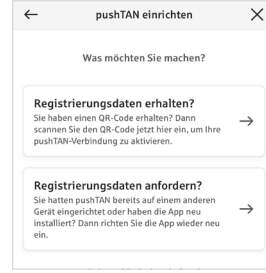 pushTAN einrichten
Was möchten Sie machen?
Registrierungsdaten erhalten?
Sie haben einen QR-Code erhalten? Dann
scannen Sie den QR-Code jetzt hier ein, um Ihre
pushTAN-Verbindung zu aktivieren.
Registrierungsdaten anfordern?
Sie hatten pushTAN bereits auf einem anderen
Gerät eingerichtet oder haben die App neu
installiert? Dann richten Sie die App wieder neu
ein.